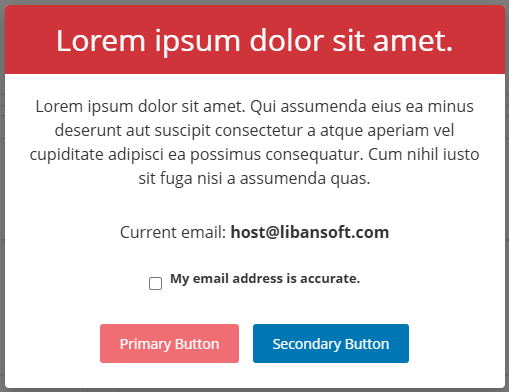 Lorem ipsum dolor sit amet.
Lorem ipsum dolor sit amet. Qui assumenda eius ea minus
deserunt aut suscipit consectetur a atque aperiam vel
cupiditate adipisci ea possimus consequatur. Cum nihil iusto
sit fuga nisi a assumenda quas.
Current email: host@libansoft.com
My email address is accurate.
Primary Button
Secondary Button